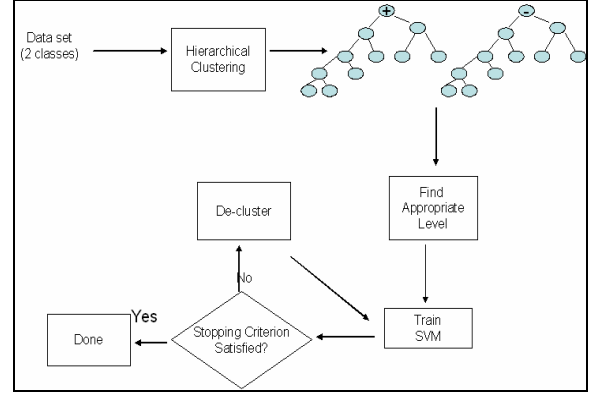 Data set
(2 classes)
Hierarchical
Clustering
+
-
Find
Appropriate
Level
De-cluster
No
Train
SVM
Stopping Criterion
Satisfied?
Yes
Done